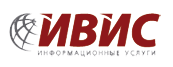 ИВИС
ИНФОРМАЦИОННЫЕ УСЛУГИ